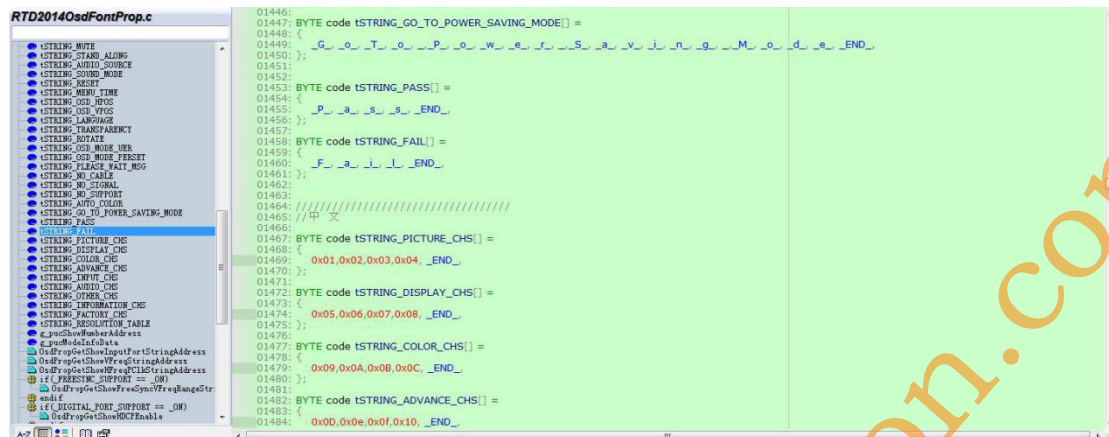 RTD2014OsdFontProp.c
tSTRING_MUTE
tSTRING_STAND_ALONG
tSTRING_AUDIO_SOURCE
tSTRING_SOUND_MODE
tSTRING_RESET
tSTRING_MENU_TIME
tSTRING_OSD_HPOS
tSTRING_OSD_VPOS
tSTRING_LANGUAGE
tSTRING_TRANSPARENCY
tSTRING_ROTATE
tSTRING_OSD_MODE_UER
tSTRING_OSD_MODE_PERSET
tSTRING_PLEASE_WAIT_MSG
tSTRING_NO_CABLE
tSTRING_NO_SIGNAL
tSTRING_NO_SUPPORT
tSTRING_AUTO_COLOR
tSTRING_GO_TO_POWER_SAVING_MODE
tSTRING_PASS
tSTRING_FAIL
tSTRING_PICTURE_CHS
tSTRING_DISPLAY_CHS
tSTRING_COLOR_CHS
tSTRING_ADVANCE_CHS
tSTRING_INPUT_CHS
tSTRING_AUDIO_CHS
tSTRING_OTHER_CHS
tSTRING_INFORMATION_CHS
tSTRING_FACTORY_CHS
tSTRING_RESOLUTION_TABLE
g_pucShowNumberAddress
g_pucModeInfoData
OsdPropGetShowInputPortStringAddress
OsdPropGetShowVFreqStringAddress
OsdPropGetShowHFreqPClkStringAddress
if(_FREESYNC_SUPPORT == _ON)
OsdPropGetShowFreeSyncVFreqRangeStr
endif
if(_DIGITAL_PORT_SUPPORT == _ON)
OsdPropGetShowHDCPEnable
01446:
01447: BYTE code tSTRING_GO_TO_POWER_SAVING_MODE[] =
01448: {
01449: _G_, _o_, _T_, _o_, _, _P_, _o_, _w_, _e_, _r_, _, _S_, _a_, _v_, _i_, _n_, _g_, _, _M_, _o_, _d_, _e_, _END_,
01450: };
01451:
01452:
01453: BYTE code tSTRING_PASS[] =
01454: {
01455: _P_, _a_, _s_, _s_, _END_,
01456: };
01457:
01458: BYTE code tSTRING_FAIL[] =
01459: {
01460: _F_, _a_, _i_, _l_, _END_,
01461: };
01462:
01463:
01464: ///////////////////////////////////
01465: //中 文
01466:
01467: BYTE code tSTRING_PICTURE_CHS[] =
01468: {
01469: 0x01,0x02,0x03,0x04, _END_,
01470: };
01471:
01472: BYTE code tSTRING_DISPLAY_CHS[] =
01473: {
01474: 0x05,0x06,0x07,0x08, _END_,
01475: };
01476:
01477: BYTE code tSTRING_COLOR_CHS[] =
01478: {
01479: 0x09,0x0A,0x0B,0x0C, _END_,
01480: };
01481:
01482: BYTE code tSTRING_ADVANCE_CHS[] =
01483: {
01484: 0x0D,0x0e,0x0f,0x10, _END_,
on.co